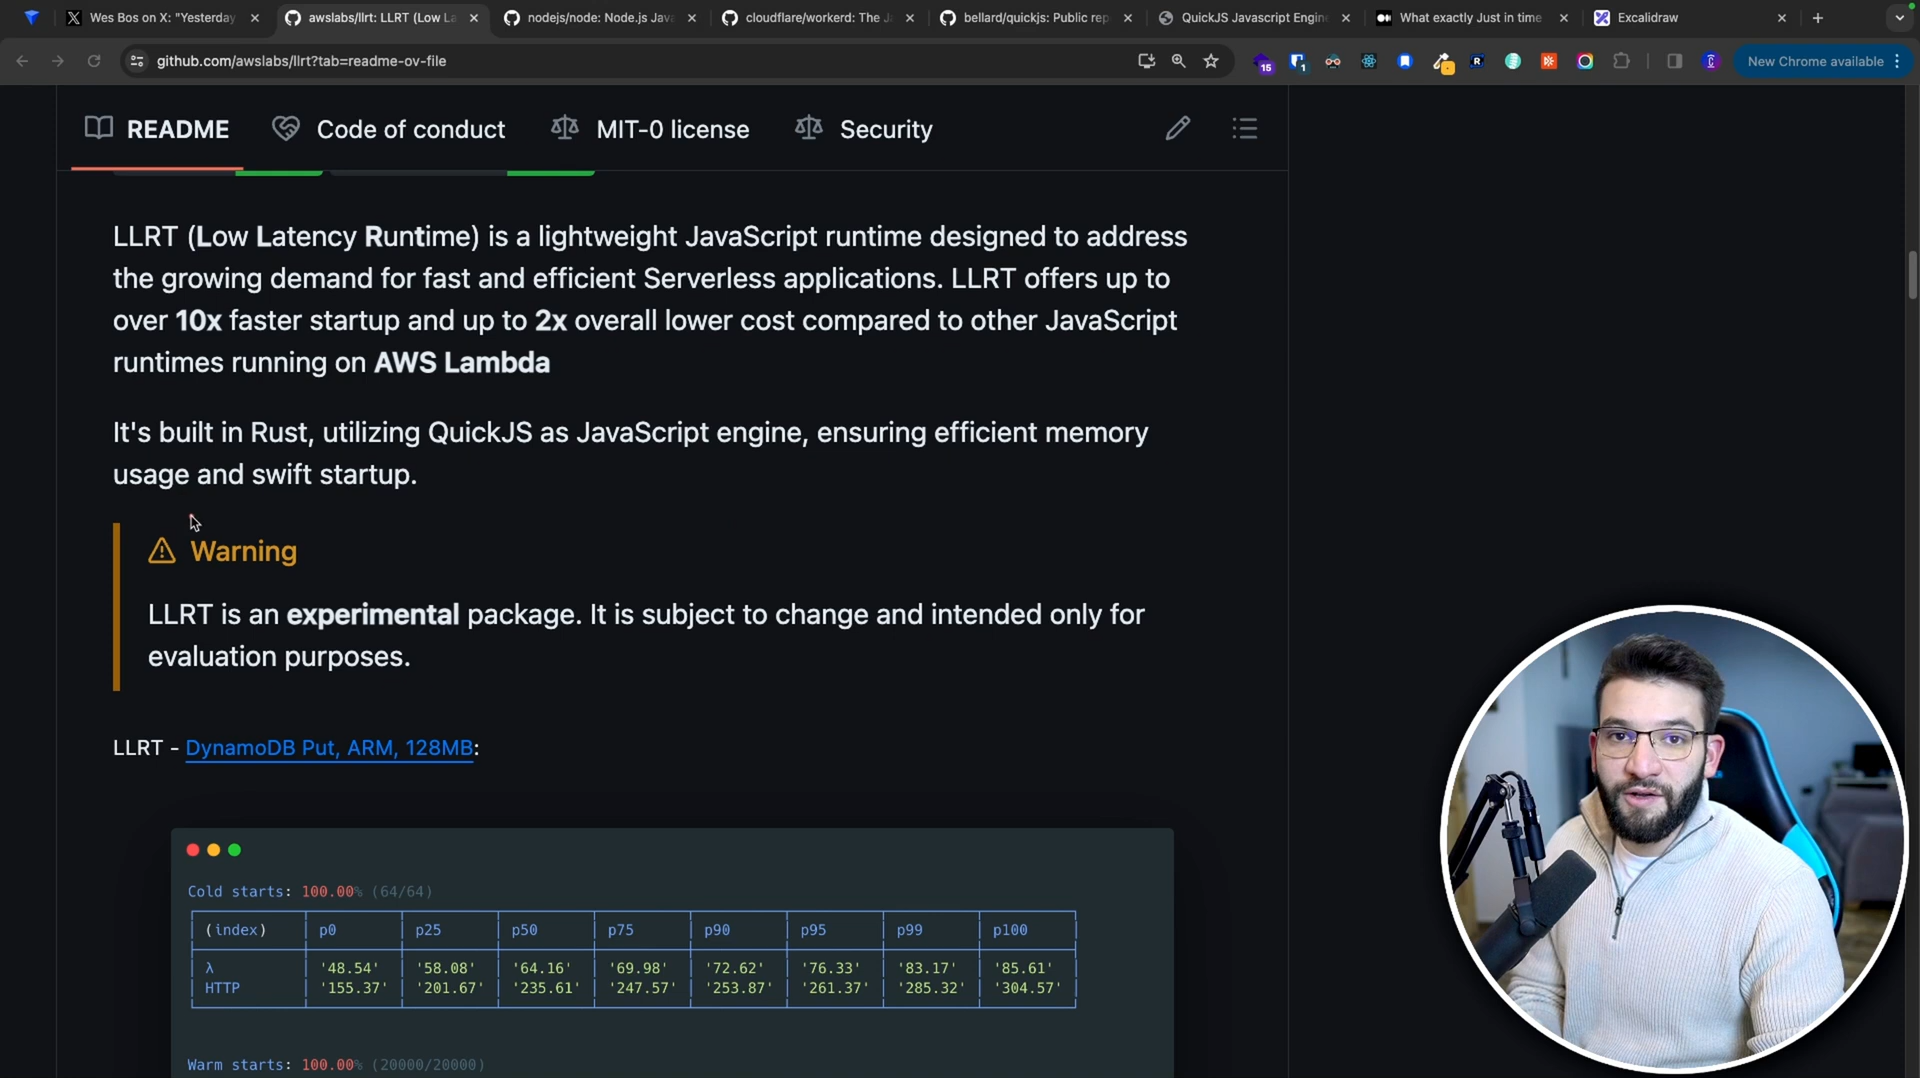 Wes Bos on X: "Yesterday
awslabs/llrt: LLRT (Low La
nodejs/node: Node.js Java
cloudflare/workerd: The Ja
bellard/quickjs: Public rep
QuickJS Javascript Engine
What exactly Just in time
Excalidraw
github.com/awslabs/llrt?tab=readme-ov-file
15
1
R
New Chrome available
README
Code of conduct
MIT-0 license
Security
LLRT (Low Latency Runtime) is a lightweight JavaScript runtime designed to address
the growing demand for fast and efficient Serverless applications. LLRT offers up to
over 10x faster startup and up to 2x overall lower cost compared to other JavaScript
runtimes running on AWS Lambda
It's built in Rust, utilizing QuickJS as JavaScript engine, ensuring efficient memory
usage and swift startup.
Warning
LLRT is an experimental package. It is subject to change and intended only for
evaluation purposes.
LLRT - DynamoDB Put, ARM, 128MB:
Cold starts: 100.00% (64/64)
(index) p0 p25 p50 p75 p90 p95 p99 p100
λ '48.54' '58.08' '64.16' '69.98' '72.62' '76.33' '83.17' '85.61'
HTTP '155.37' '201.67' '235.61' '247.57' '253.87' '261.37' '285.32' '304.57'
Warm starts: 100.00% (20000/20000)